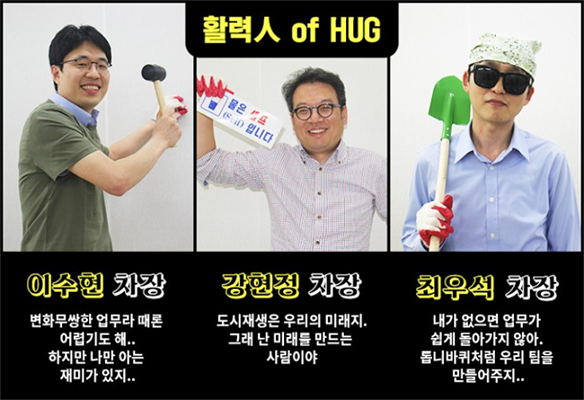 활력人 of HUG
물은 셀프
(Self) 입니다
이수현 차장
변화무쌍한 업무라 때론
어렵기도 해..
하지만 나만 아는
재미가 있지..
강현정 차장
도시재생은 우리의 미래지.
그래 난 미래를 만드는
사람이야
최우석 차장
내가 없으면 업무가
쉽게 돌아가지 않아.
톱니바퀴처럼 우리 팀을
만들어주지..